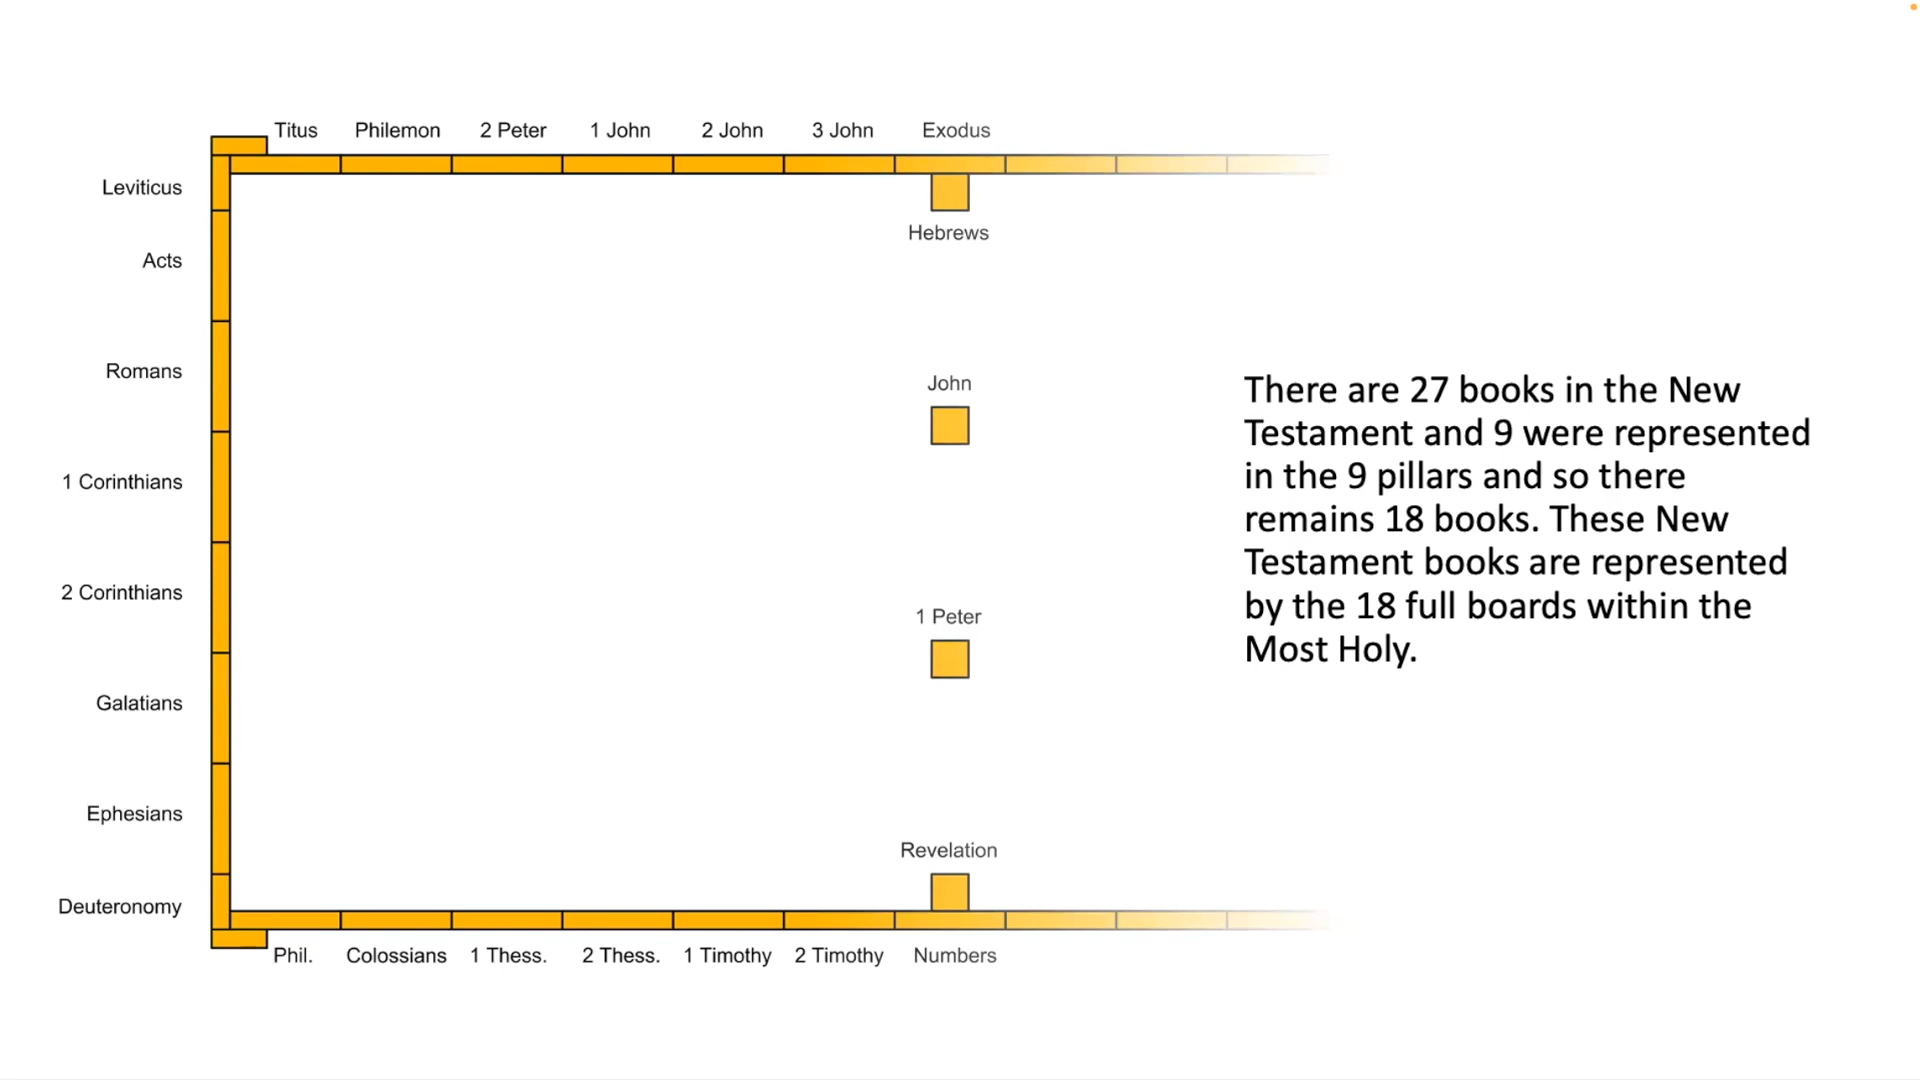 Titus Philemon 2 Peter 1 John 2 John 3 John Exodus
Leviticus
Hebrews
Acts
Romans
John
1 Corinthians
2 Corinthians
1 Peter
Galatians
Ephesians
Revelation
Deuteronomy
Phil. Colossians 1 Thess. 2 Thess. 1 Timothy 2 Timothy Numbers
There are 27 books in the New
Testament and 9 were represented
in the 9 pillars and so there
remains 18 books. These New
Testament books are represented
by the 18 full boards within the
Most Holy.